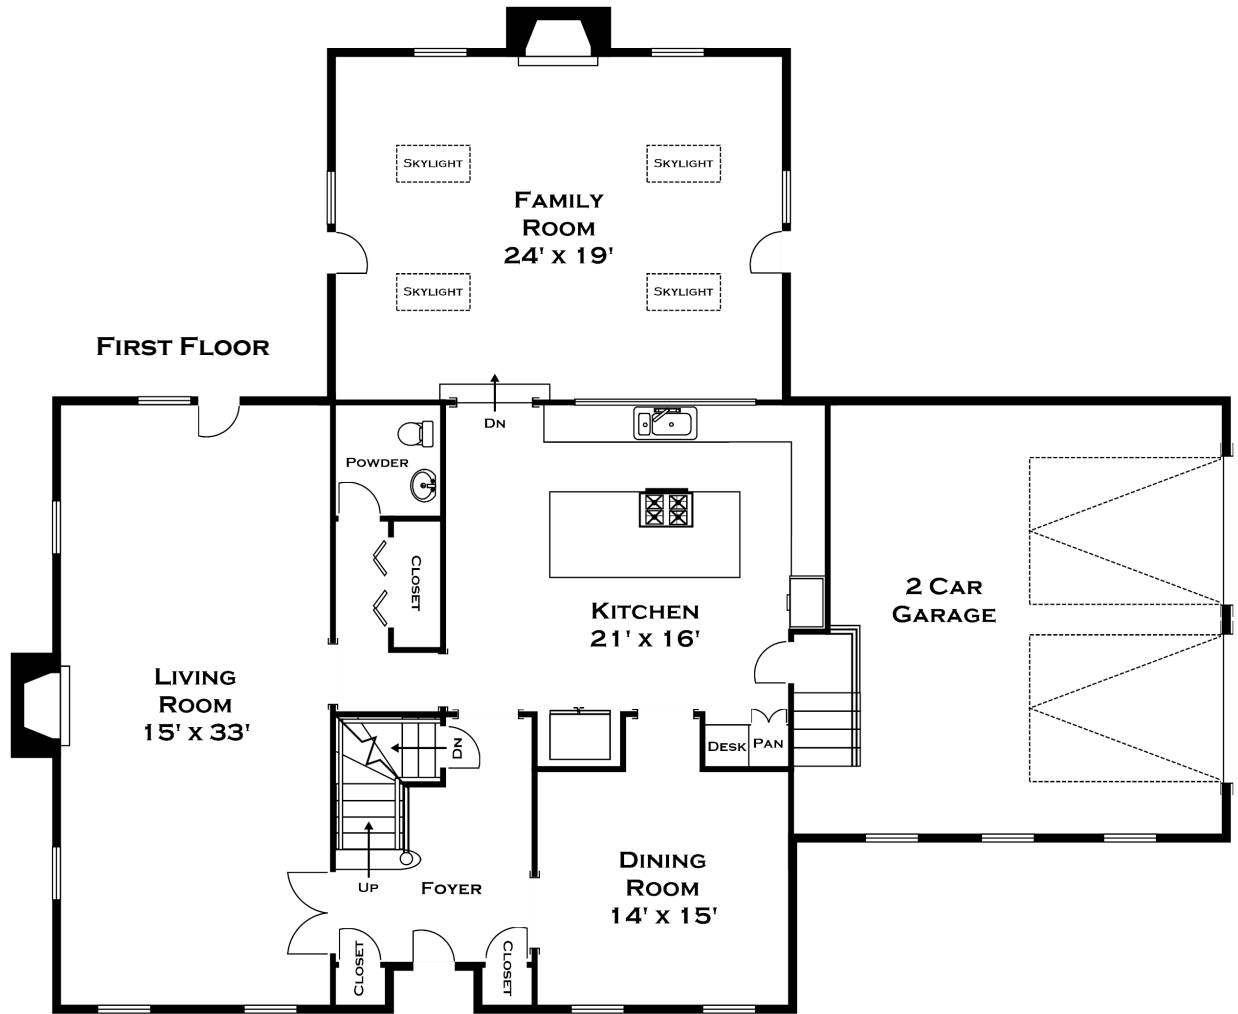 SKYLIGHT
SKYLIGHT
FAMILY
ROOM
24' X 19'
SKYLIGHT
SKYLIGHT
FIRST FLOOR
DN
POWDER
CLOSET
KITCHEN
21' X 16'
2 CAR
GARAGE
LIVING
ROOM
15' X 33'
DN
DESK
PAN
DINING
ROOM
14' X 15'
UP
FOYER
CLOSET
CLOSET